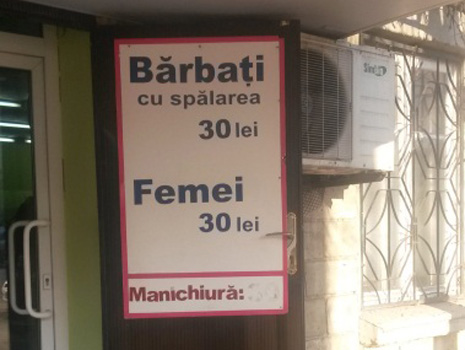 Bărbați
cu spălarea
30 lei
Femei
30 lei
Manichiură: